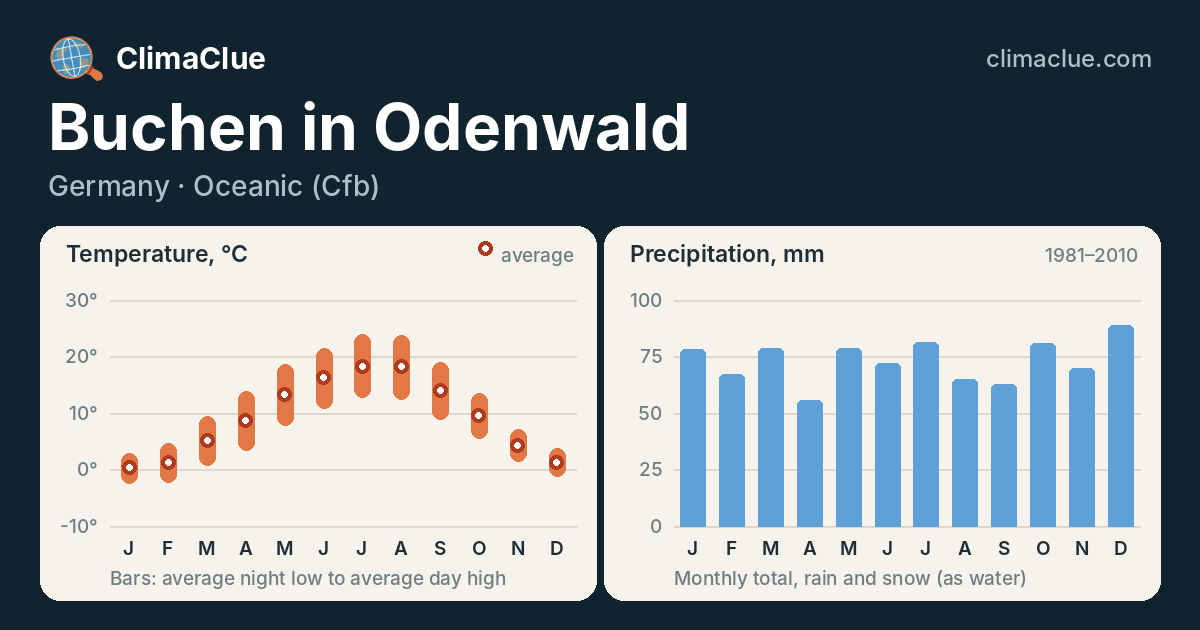 ClimaClue
climaclue.com
Buchen in Odenwald
Germany · Oceanic (Cfb)
Temperature, °C
average
30°
20°
10°
0°
-10°
J F M A M J J A S O N D
Bars: average night low to average day high
Precipitation, mm
1981–2010
100
75
50
25
0
J F M A M J J A S O N D
Monthly total, rain and snow (as water)